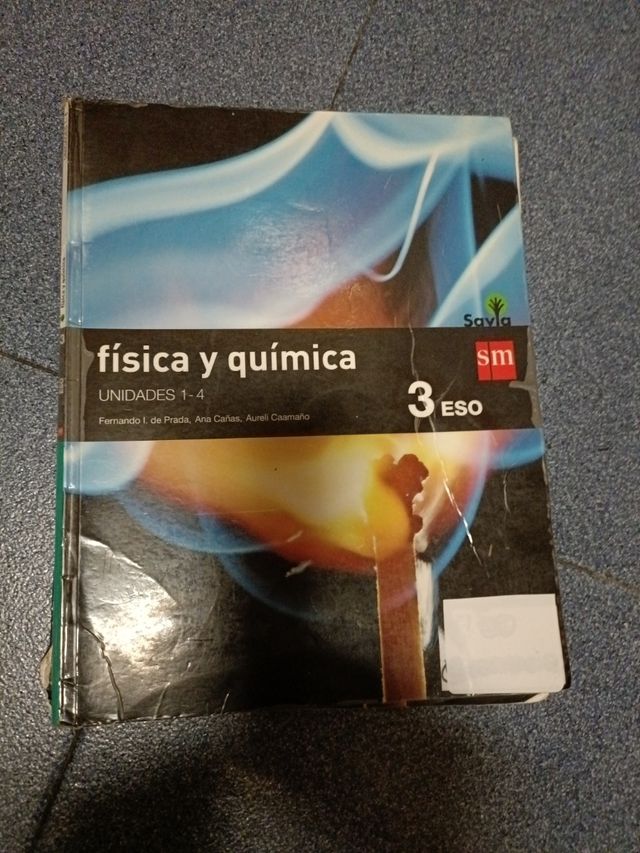 Savia
física y química
sm
UNIDADES 1 - 4
3 ESO
Fernando I. de Prada, Ana Cañas, Aureli Caamaño